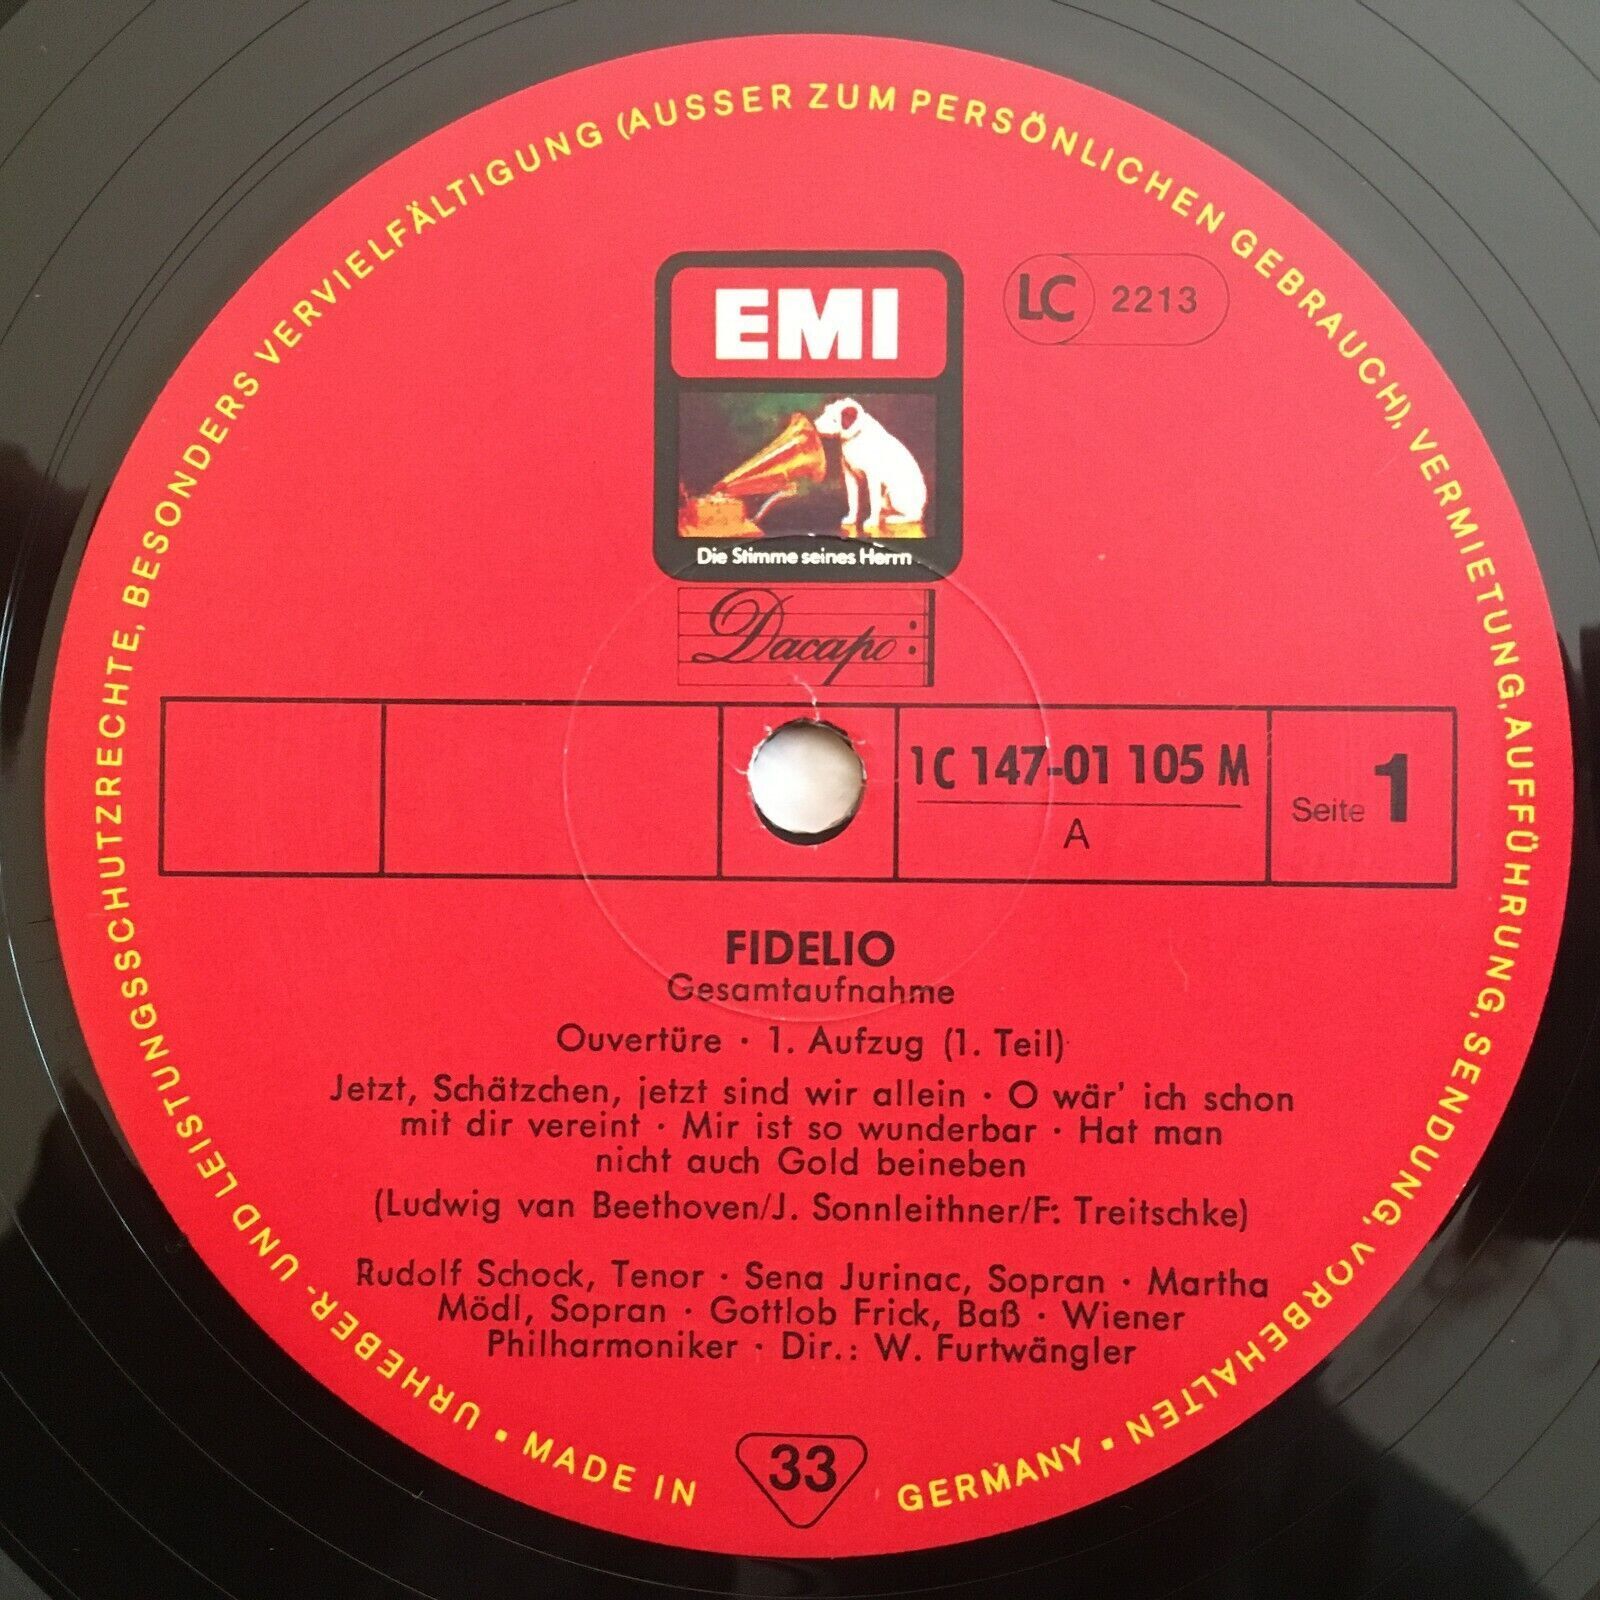 URHEBER- UND LEISTUNGSSCHUTZRECHTE, BESONDERS VERVIELFÄLTIGUNG (AUSSER ZUM PERSÖNLICHEN GEBRAUCH), VERMIETUNG, AUFFÜHRUNG, SENDUNG, VORBEHALTEN
EMI
LC 2213
Die Stimme seines Herrn
Dacapo
1C 147-01 105 M
A
Seite 1
FIDELIO
Gesamtaufnahme
Ouvertüre · 1. Aufzug (1. Teil)
Jetzt, Schätzchen, jetzt sind wir allein · O wär' ich schon
mit dir vereint · Mir ist so wunderbar · Hat man
nicht auch Gold beineben
(Ludwig van Beethoven/J. Sonnleithner/F. Treitschke)
Rudolf Schock, Tenor · Sena Jurinac, Sopran · Martha
Mödl, Sopran · Gottlob Frick, Baß · Wiener
Philharmoniker · Dir.: W. Furtwängler
33
• MADE IN GERMANY •